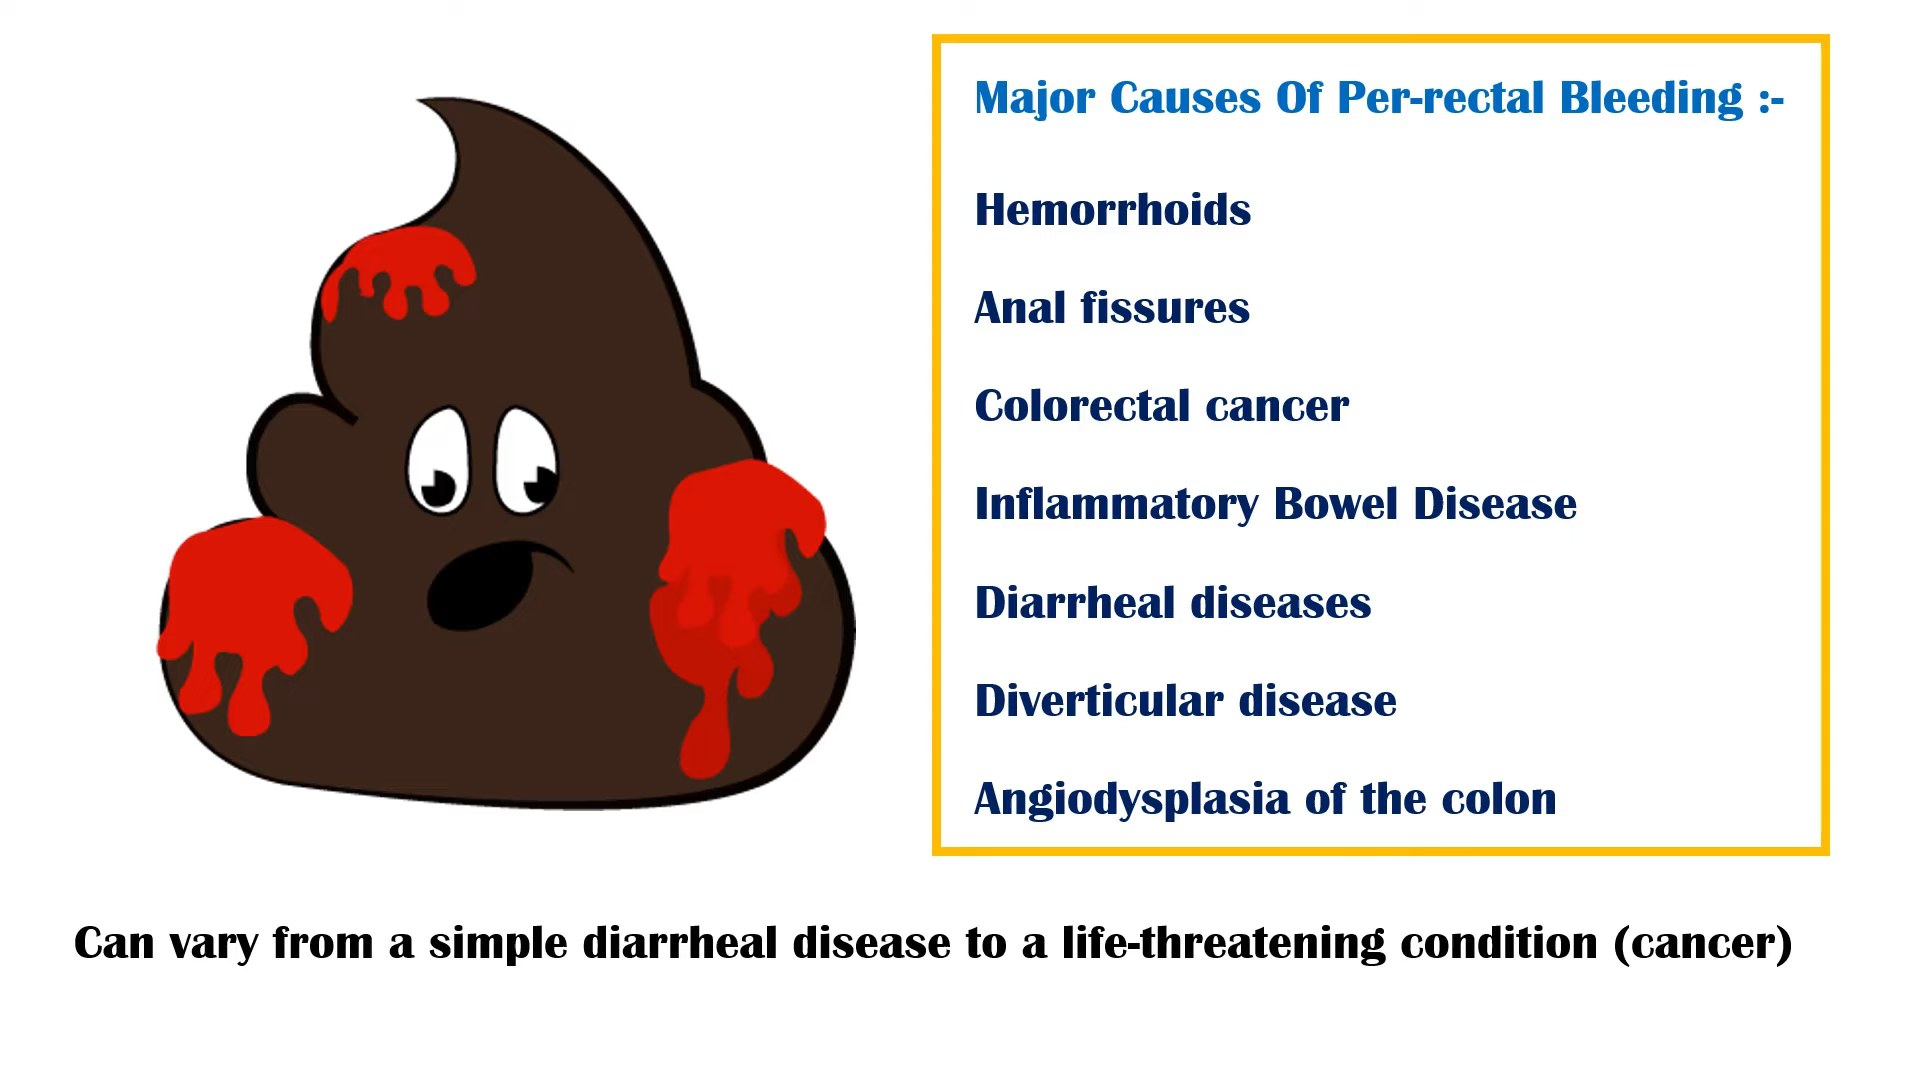 Major Causes Of Per-rectal Bleeding :-
Hemorrhoids
Anal fissures
Colorectal cancer
Inflammatory Bowel Disease
Diarrheal diseases
Diverticular disease
Angiodysplasia of the colon
Can vary from a simple diarrheal disease to a life-threatening condition (cancer)